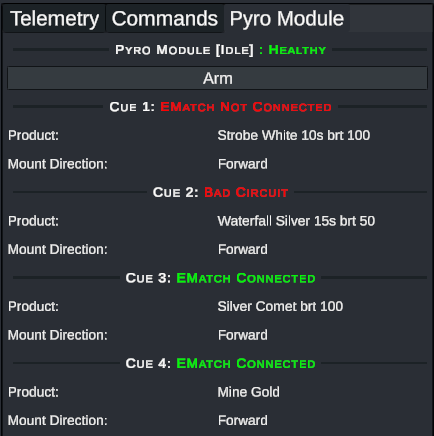 Telemetry Commands Pyro Module
Pyro Module [Idle] : Healthy
Arm
Cue 1: EMatch Not Connected
Product: Strobe White 10s brt 100
Mount Direction: Forward
Cue 2: Bad Circuit
Product: Waterfall Silver 15s brt 50
Mount Direction: Forward
Cue 3: EMatch Connected
Product: Silver Comet brt 100
Mount Direction: Forward
Cue 4: EMatch Connected
Product: Mine Gold
Mount Direction: Forward